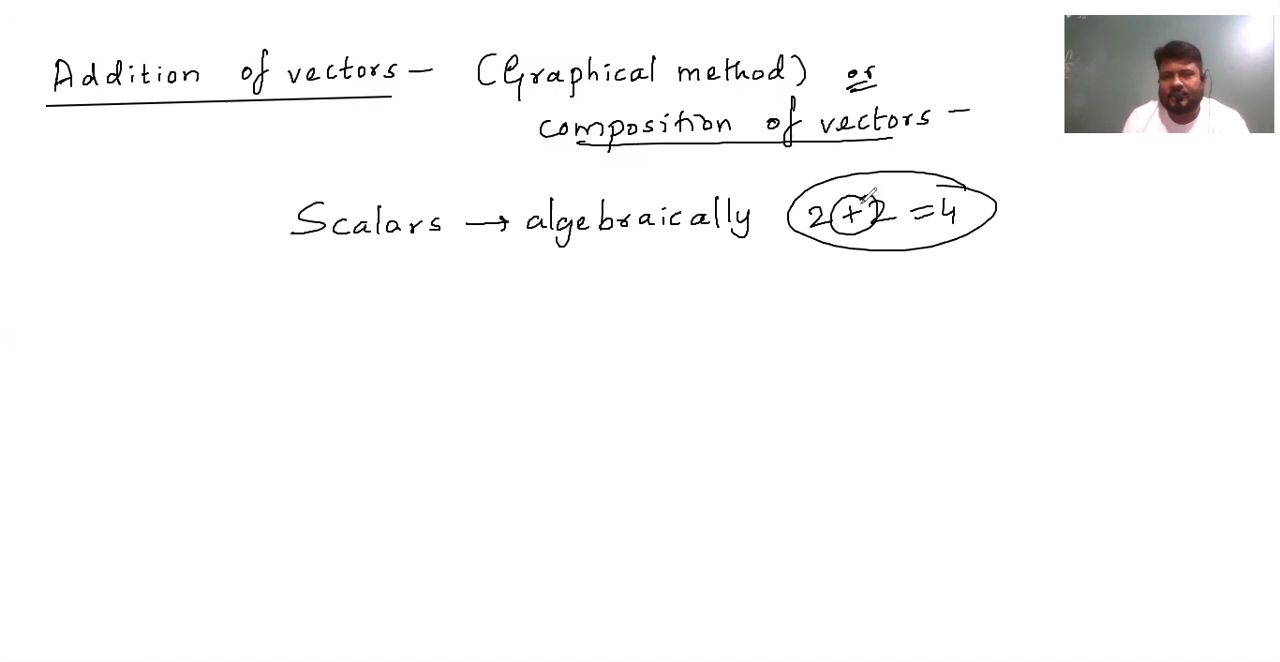 Addition of vectors - (Graphical method) or
composition of vectors -
Scalars → algebraically 2+2 = 4